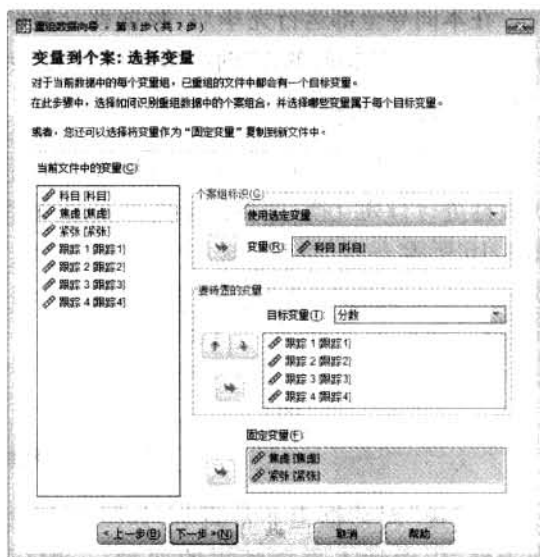 重组数据向导 - 第 3 步(共 7 步)
变量到个案: 选择变量
对于当前数据中的每个变量组，已重组的文件中都会有一个目标变量。
在此步骤中，选择如何识别重组数据中的个案组合，并选择哪些变量属于每个目标变量。
或者，您还可以选择将变量作为“固定变量”复制到新文件中。
当前文件中的变量(C):
科目 [科目]
焦虑 [焦虑]
紧张 [紧张]
跟踪 1 [跟踪1]
跟踪 2 [跟踪2]
跟踪 3 [跟踪3]
跟踪 4 [跟踪4]
个案组标识(G)
使用选定变量
变量(R):
科目 [科目]
要转置的变量
目标变量(T):
分数
跟踪 1 [跟踪1]
跟踪 2 [跟踪2]
跟踪 3 [跟踪3]
跟踪 4 [跟踪4]
固定变量(F):
焦虑 [焦虑]
紧张 [紧张]
< 上一步(B)
下一步 >(N)
取消
帮助